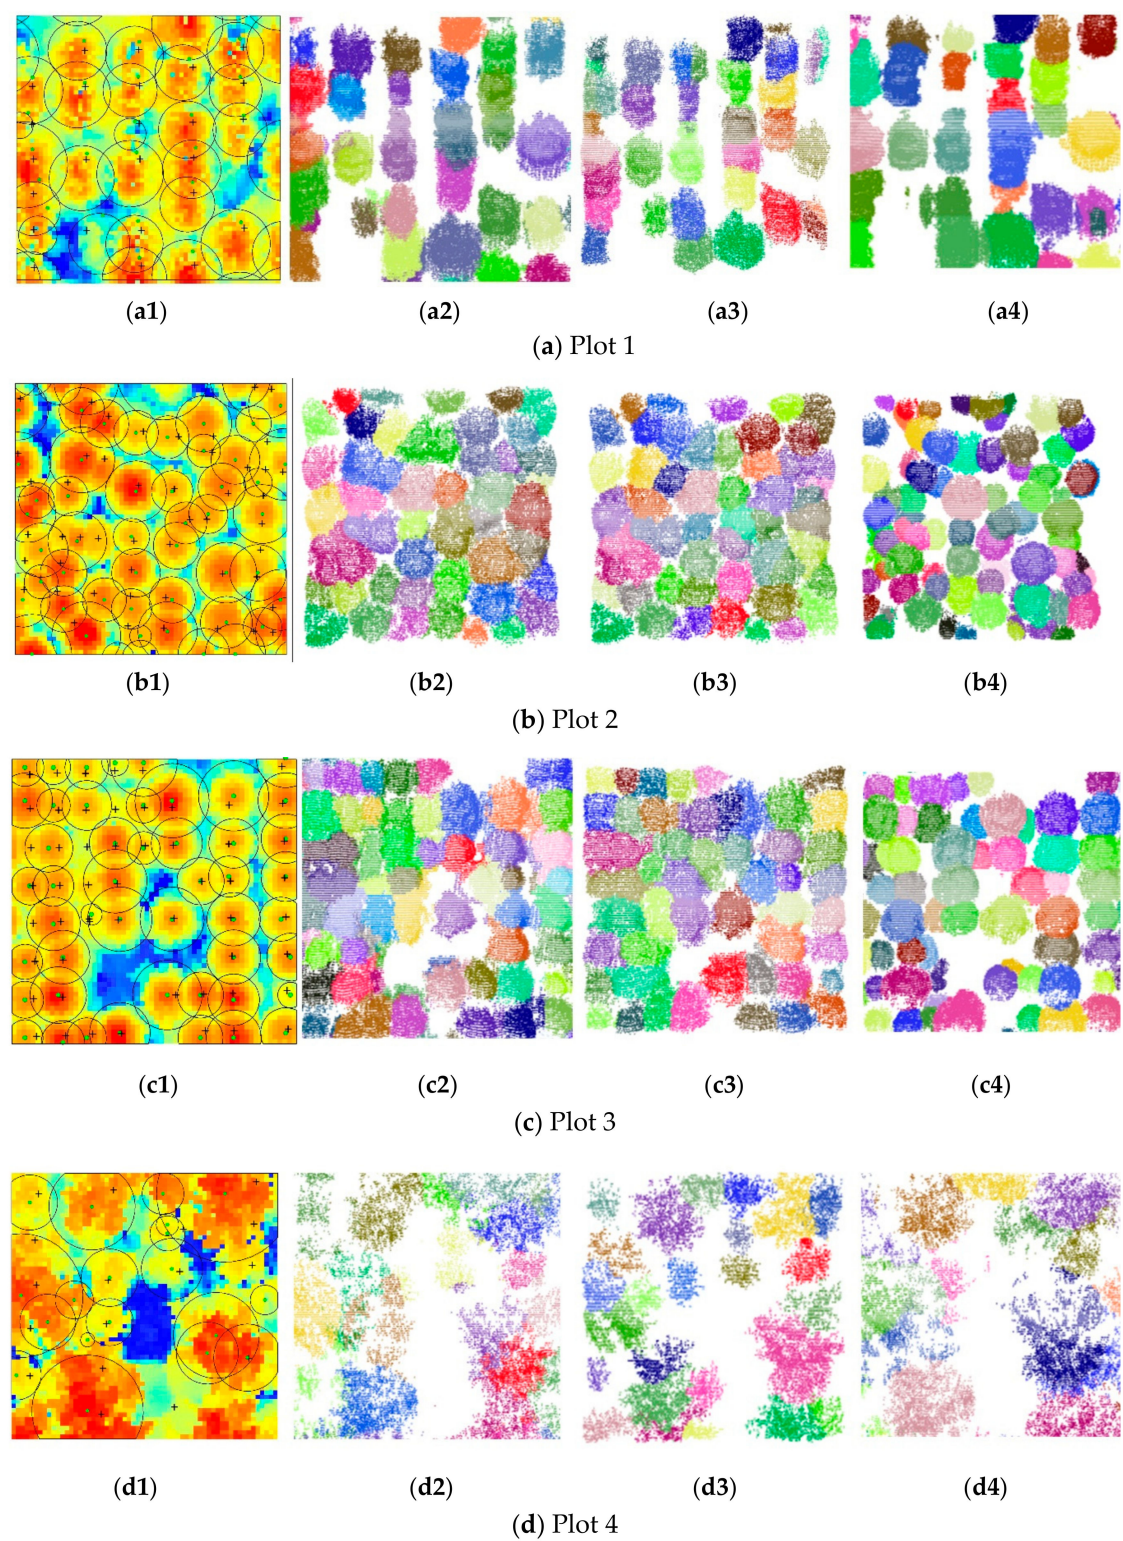 (a1) (a2) (a3) (a4)
(a) Plot 1
(b1) (b2) (b3) (b4)
(b) Plot 2
(c1) (c2) (c3) (c4)
(c) Plot 3
(d1) (d2) (d3) (d4)
(d) Plot 4